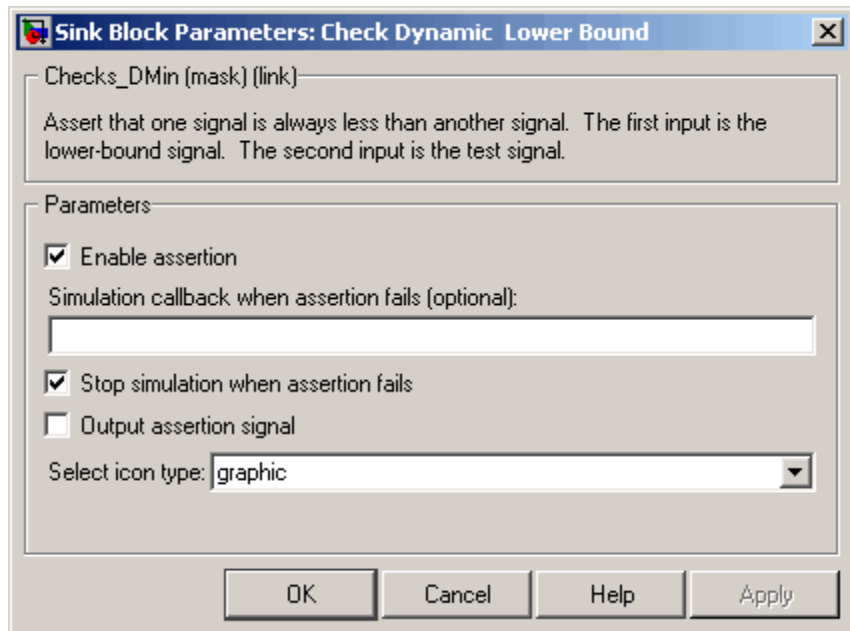 Sink Block Parameters: Check Dynamic  Lower Bound
Checks_DMin (mask) (link)
Assert that one signal is always less than another signal.  The first input is the
lower-bound signal.  The second input is the test signal.
Parameters
Enable assertion
Simulation callback when assertion fails (optional):
Stop simulation when assertion fails
Output assertion signal
Select icon type: graphic
OK Cancel Help Apply